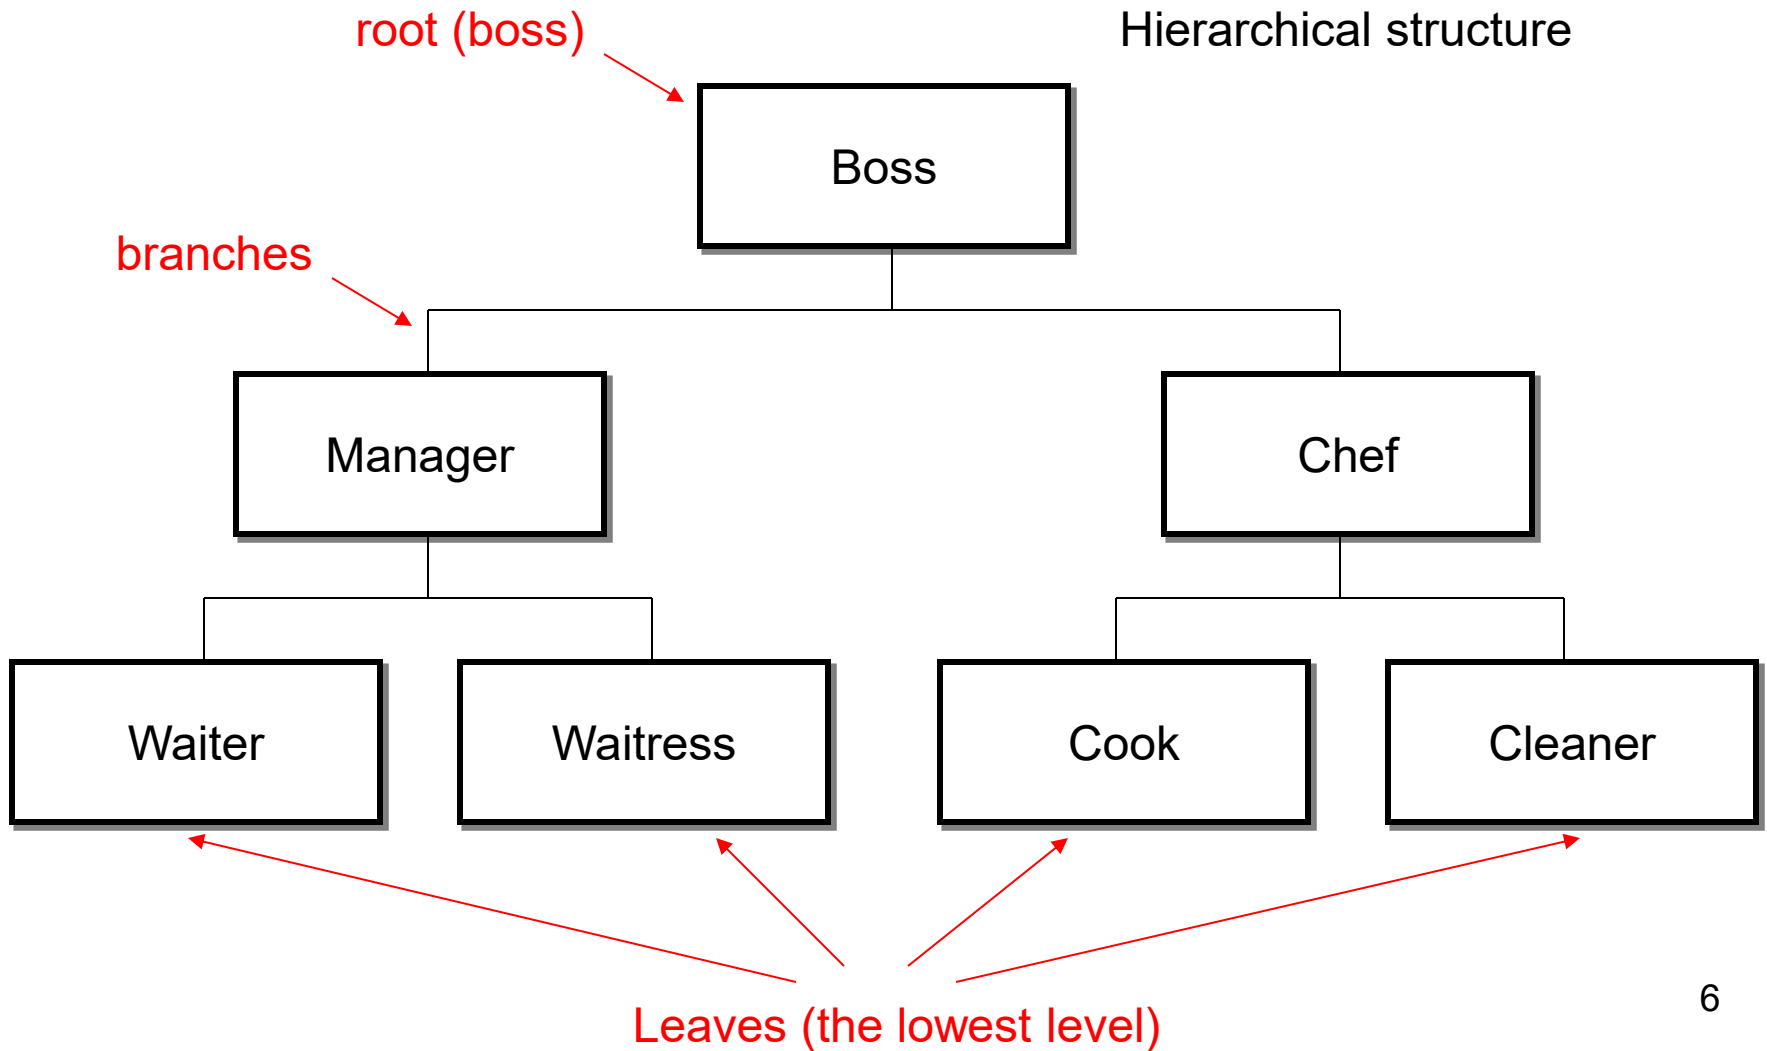 root (boss)
Hierarchical structure
Boss
branches
Manager
Chef
Waiter
Waitress
Cook
Cleaner
Leaves (the lowest level)
6